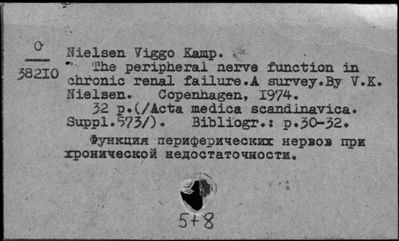 O
38210
Nielsen Viggo Kamp.
The peripheral nerve function in
chronic renal failure.A survey.By V.K.
Nielsen. Copenhagen, 1974.
32 p.(/Acta medica scandinavica.
Suppl.573/). Bibliogr.: p.30-32.
Функция периферических нервов при
хронической недостаточности.
5+8